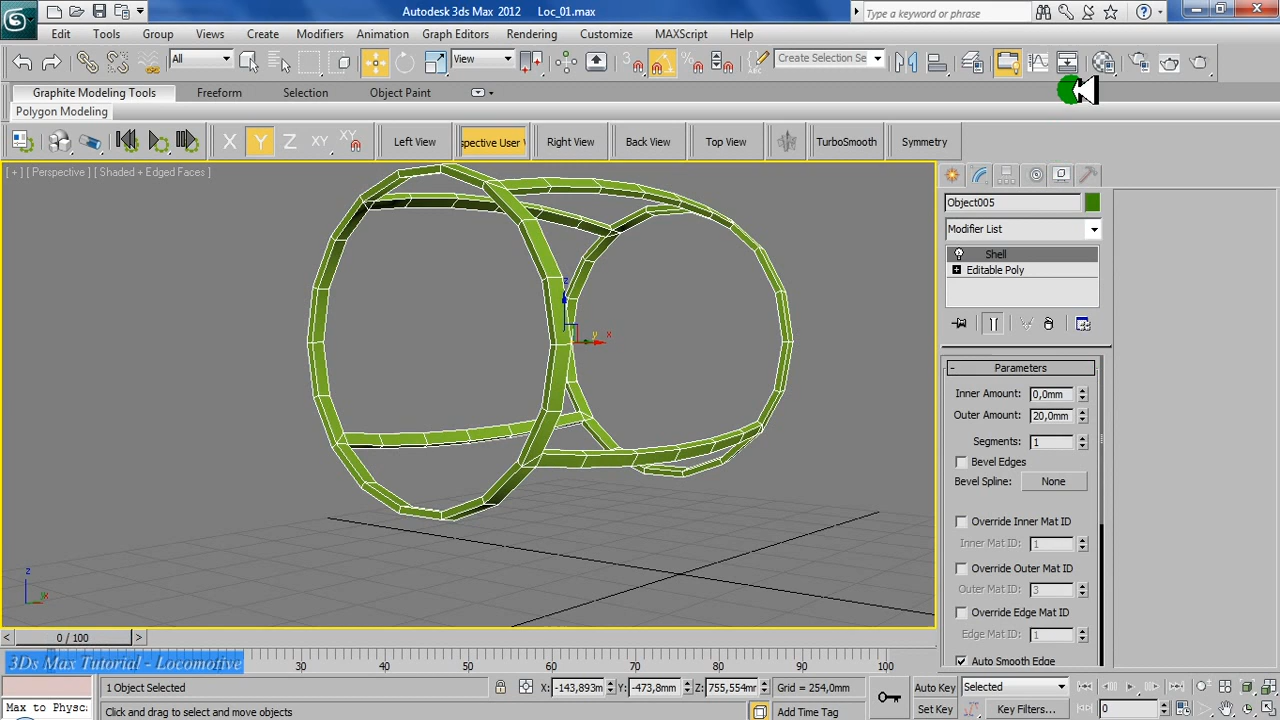 Autodesk 3ds Max 2012 Loc_01.max
Type a keyword or phrase
Edit Tools Group Views Create Modifiers Animation Graph Editors Rendering Customize MAXScript Help
All View 3 Create Selection Se
Graphite Modeling Tools Freeform Selection Object Paint
Polygon Modeling
X Y Z XY XY Left View spective User V Right View Back View Top View TurboSmooth Symmetry
[ + ] [ Perspective ] [ Shaded + Edged Faces ]
Object005
Modifier List
Shell
Editable Poly
z
y x
- Parameters
Inner Amount: 0,0mm
Outer Amount: 20,0mm
Segments: 1
Bevel Edges
Bevel Spline: None
Override Inner Mat ID
Inner Mat ID: 1
Override Outer Mat ID
Outer Mat ID: 3
Override Edge Mat ID
Edge Mat ID: 1
Auto Smooth Edge
z
< 0 / 100 >
3Ds Max Tutorial - Locomotive
30 40 50 60 70 80 90 100
1 Object Selected X: -143,893m Y: -473,8mm Z: 755,554mm Grid = 254,0mm Auto Key Selected
Max to Physc: Click and drag to select and move objects Add Time Tag Set Key Key Filters... 0